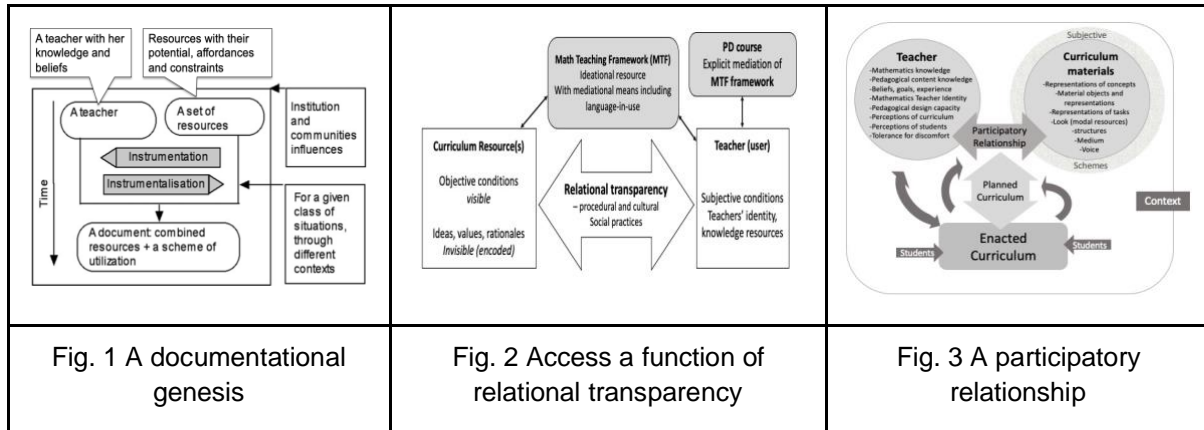 A teacher with her
knowledge and
beliefs
Resources with their
potential, affordances
and constraints
A teacher
A set of
resources
Institution
and
communities
influences
Instrumentation
Instrumentalisation
Time
For a given
class of
situations,
through
different
contexts
A document: combined
resources + a scheme of
utilization
Fig. 1 A documentational
genesis
Math Teaching Framework (MTF)
Ideational resource
With mediational means including
language-in-use
PD course
Explicit mediation of
MTF framework
Curriculum Resource(s)
Objective conditions
visible
Ideas, values, rationales
Invisible (encoded)
Relational transparency
– procedural and cultural
Social practices
Teacher (user)
Subjective conditions
Teachers' identity,
knowledge resources
Fig. 2 Access a function of
relational transparency
Teacher
-Mathematics knowledge
-Pedagogical content knowledge
-Beliefs, goals, experience
-Mathematics Teacher Identity
-Pedagogical design capacity
-Perceptions of curriculum
-Perceptions of students
-Tolerance for discomfort
Subjective
Curriculum
materials
-Representations of concepts
-Material objects and
representations
-Representations of tasks
-Look (modal resources)
-structures
-Medium
-Voice
Schemes
Participatory
Relationship
Planned
Curriculum
Context
Enacted
Curriculum
Students
Students
Fig. 3 A participatory
relationship